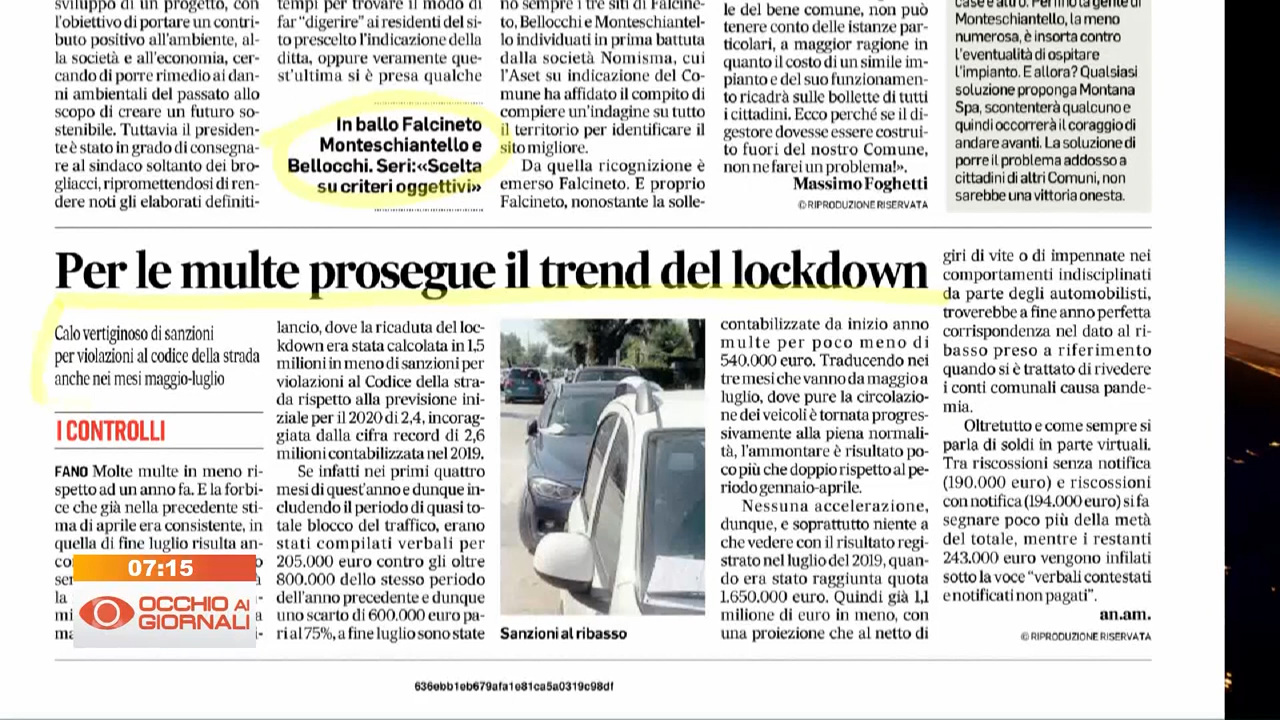 sviluppo di un progetto, con
l'obiettivo di portare un contri-
buto positivo all'ambiente, al-
la società e all'economia, cer-
cando di porre rimedio ai dan-
ni ambientali del passato allo
scopo di creare un futuro so-
stenibile. Tuttavia il presiden-
te è stato in grado di consegna-
re al sindaco soltanto dei bro-
gliacci, ripromettendosi di ren-
dere noti gli elaborati definiti-
tempi per trovare il modo di
far "digerire" ai residenti del si-
to prescelto l'indicazione della
ditta, oppure veramente que-
st'ultima si è presa qualche
In ballo Falcineto
Monteschiantello e
Bellocchi. Seri:«Scelta
su criteri oggettivi»
no sempre i tre siti di Falcine-
to, Bellocchi e Monteschiantel-
lo individuati in prima battuta
dalla società Nomisma, cui
l'Aset su indicazione del Co-
mune ha affidato il compito di
compiere un'indagine su tutto
il territorio per identificare il
sito migliore.
Da quella ricognizione è
emerso Falcineto. E proprio
Falcineto, nonostante la solle-
le del bene comune, non può
tenere conto delle istanze par-
ticolari, a maggior ragione in
quanto il costo di un simile im-
pianto e del suo funzionamen-
to ricadrà sulle bollette di tutti
i cittadini. Ecco perché se il di-
gestore dovesse essere costrui-
to fuori del nostro Comune,
non ne farei un problema!».
Massimo Foghetti
© RIPRODUZIONE RISERVATA
case e altro. Perfino la gente di
Monteschiantello, la meno
numerosa, è insorta contro
l'eventualità di ospitare
l'impianto. E allora? Qualsiasi
soluzione proponga Montana
Spa, scontenterà qualcuno e
quindi occorrerà il coraggio di
andare avanti. La soluzione di
porre il problema addosso a
cittadini di altri Comuni, non
sarebbe una vittoria onesta.
Per le multe prosegue il trend del lockdown
Calo vertiginoso di sanzioni
per violazioni al codice della strada
anche nei mesi maggio-luglio
I CONTROLLI
FANO Molte multe in meno ri-
spetto ad un anno fa. E la forbi-
ce che già nella precedente sti-
ma di aprile era consistente, in
quella di fine luglio risulta an-
lancio, dove la ricaduta del loc-
kdown era stata calcolata in 1,5
milioni in meno di sanzioni per
violazioni al Codice della stra-
da rispetto alla previsione ini-
ziale per il 2020 di 2,4, incorag-
giata dalla cifra record di 2,6
milioni contabilizzata nel 2019.
Se infatti nei primi quattro
mesi di quest'anno e dunque in-
cludendo il periodo di quasi to-
tale blocco del traffico, erano
stati compilati verbali per
205.000 euro contro gli oltre
800.000 dello stesso periodo
dell'anno precedente e dunque
uno scarto di 600.000 euro pa-
ri al 75%, a fine luglio sono state
Sanzioni al ribasso
contabilizzate da inizio anno
multe per poco meno di
540.000 euro. Traducendo nei
tre mesi che vanno da maggio a
luglio, dove pure la circolazio-
ne dei veicoli è tornata progres-
sivamente alla piena normali-
tà, l'ammontare è risultato po-
co più che doppio rispetto al pe-
riodo gennaio-aprile.
Nessuna accelerazione,
dunque, e soprattutto niente a
che vedere con il risultato regi-
strato nel luglio del 2019, quan-
do era stato raggiunta quota
1.650.000 euro. Quindi già 1,1
milione di euro in meno, con
una proiezione che al netto di
giri di vite o di impennate nei
comportamenti indisciplinati
da parte degli automobilisti,
troverebbe a fine anno perfetta
corrispondenza nel dato al ri-
basso preso a riferimento
quando si è trattato di rivedere
i conti comunali causa pande-
mia.
Oltretutto e come sempre si
parla di soldi in parte virtuali.
Tra riscossioni senza notifica
(190.000 euro) e riscossioni
con notifica (194.000 euro) si fa
segnare poco più della metà
del totale, mentre i restanti
243.000 euro vengono infilati
sotto la voce "verbali contestati
e notificati non pagati".
an.am.
© RIPRODUZIONE RISERVATA
07:15
OCCHIO AI
GIORNALI
636ebb1eb679afa1e81ca5a0319c98df